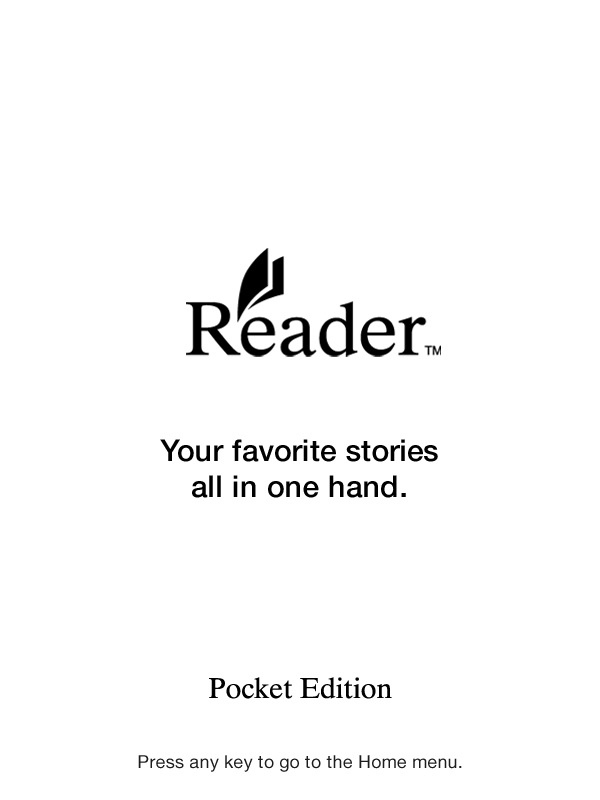 Reader™
Your favorite stories
all in one hand.
Pocket Edition
Press any key to go to the Home menu.